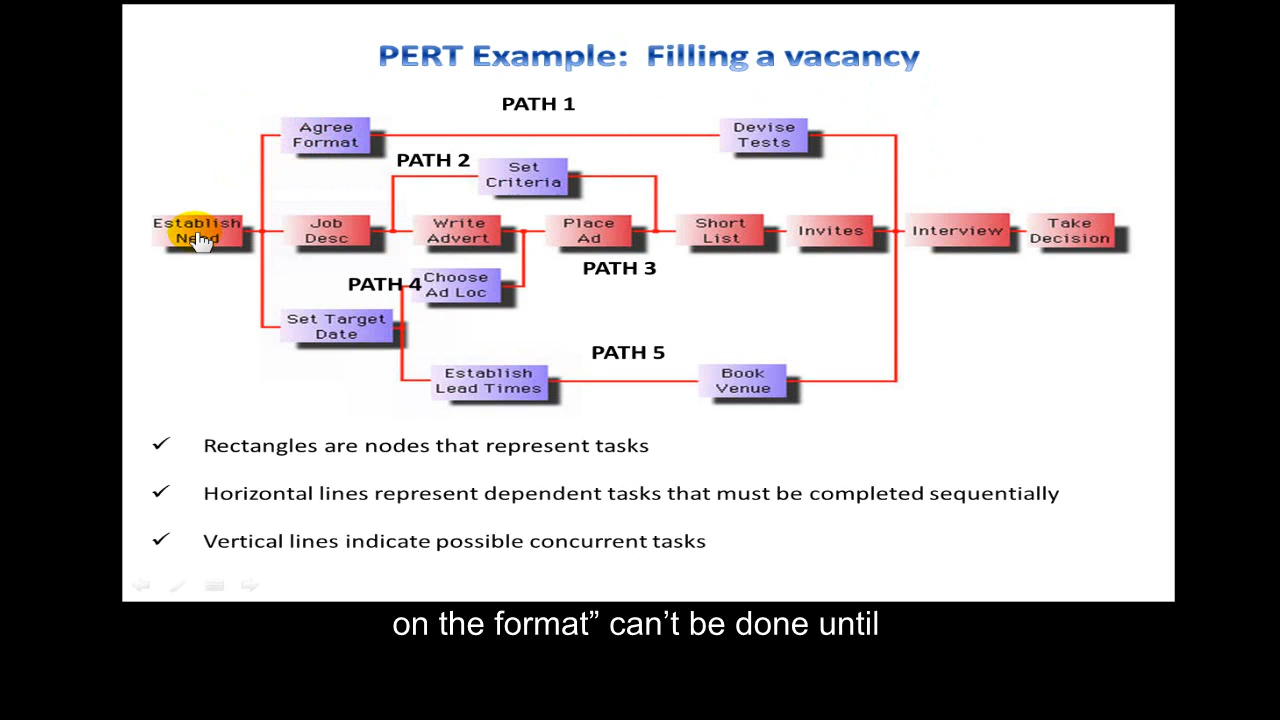 PERT Example: Filling a vacancy
PATH 1
Agree
Format
Devise
Tests
PATH 2
Set
Criteria
Establish
Need
Job
Desc
Write
Advert
Place
Ad
Short
List
Invites
Interview
Take
Decision
PATH 3
PATH 4
Choose
Ad Loc
Set Target
Date
PATH 5
Establish
Lead Times
Book
Venue
✓ Rectangles are nodes that represent tasks
✓ Horizontal lines represent dependent tasks that must be completed sequentially
✓ Vertical lines indicate possible concurrent tasks
on the format” can’t be done until